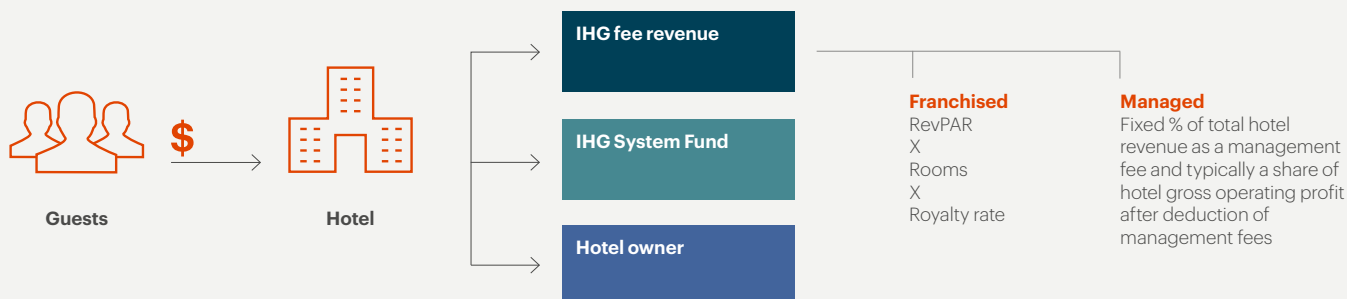 Guests
$
Hotel
IHG fee revenue
IHG System Fund
Hotel owner
Franchised
RevPAR
X
Rooms
X
Royalty rate
Managed
Fixed % of total hotel
revenue as a management
fee and typically a share of
hotel gross operating profit
after deduction of
management fees